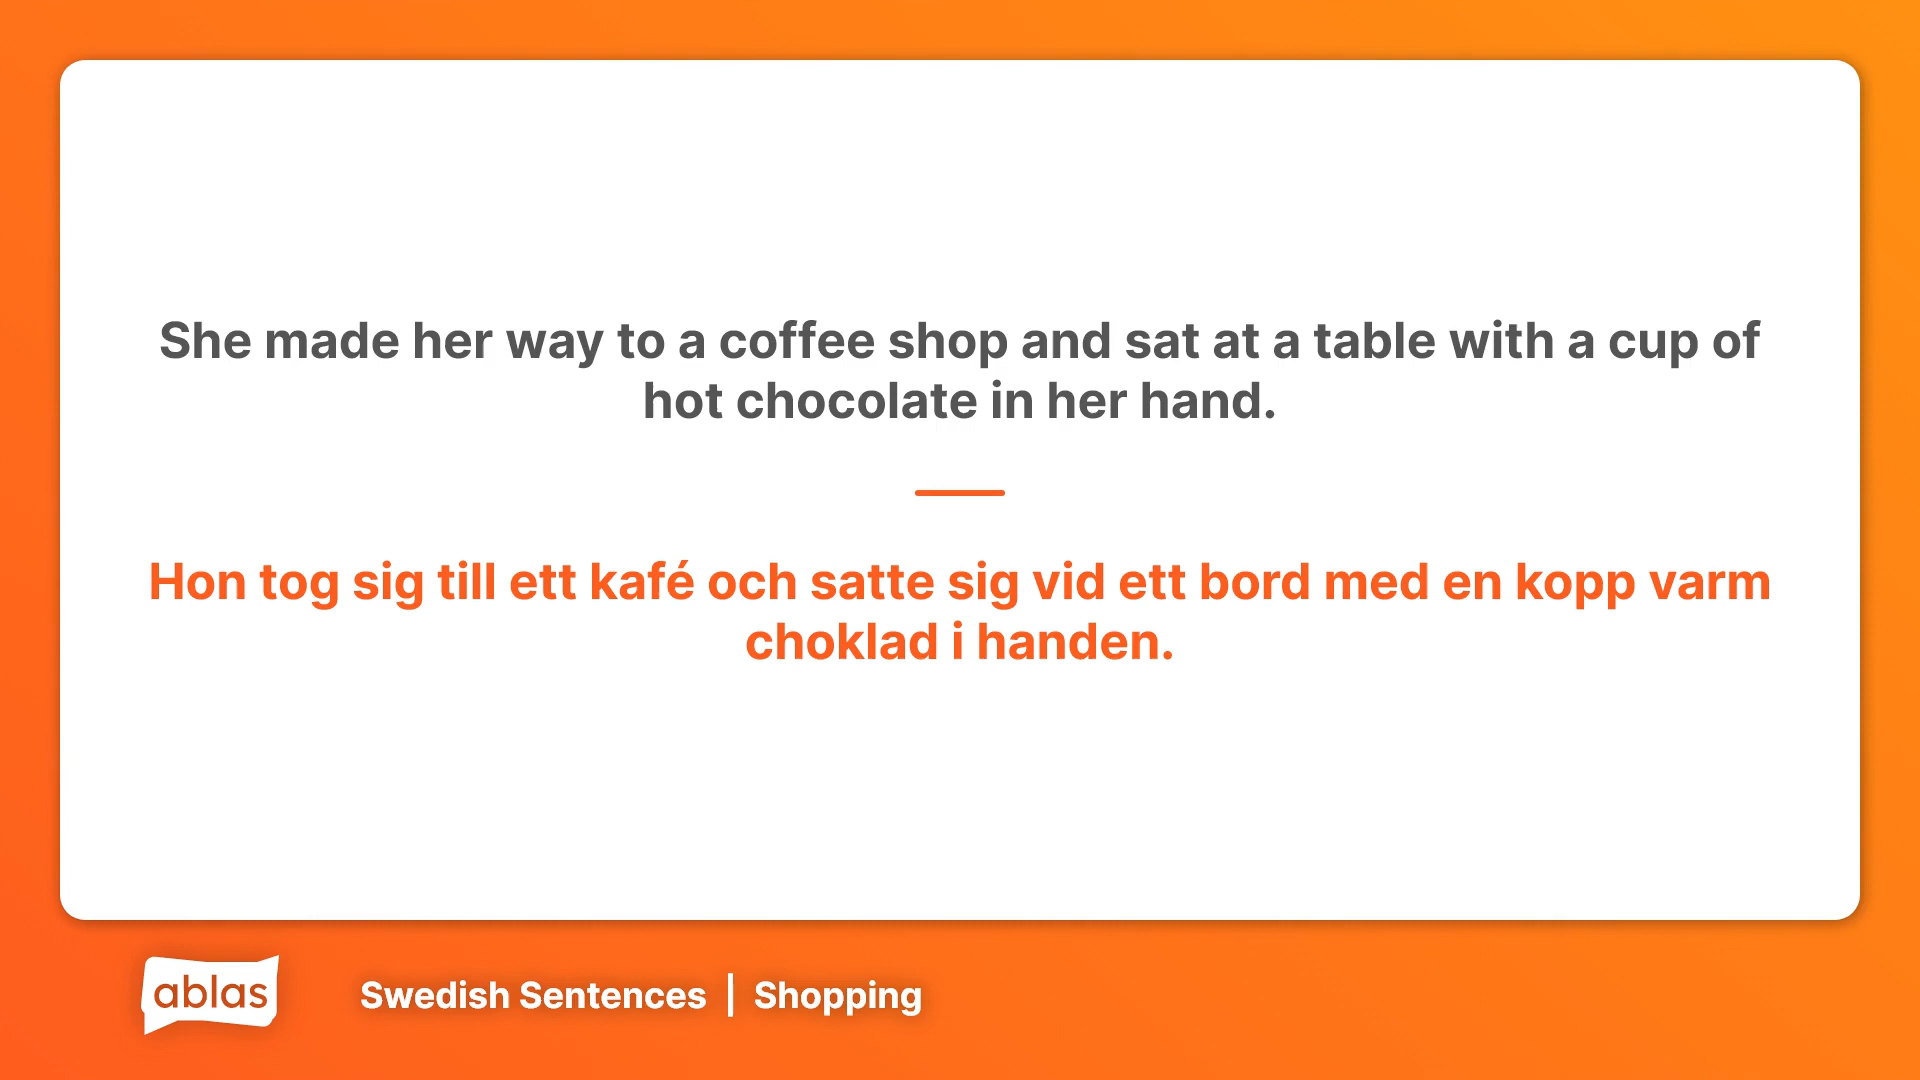 She made her way to a coffee shop and sat at a table with a cup of
hot chocolate in her hand.
Hon tog sig till ett kafé och satte sig vid ett bord med en kopp varm
choklad i handen.
ablas
Swedish Sentences | Shopping